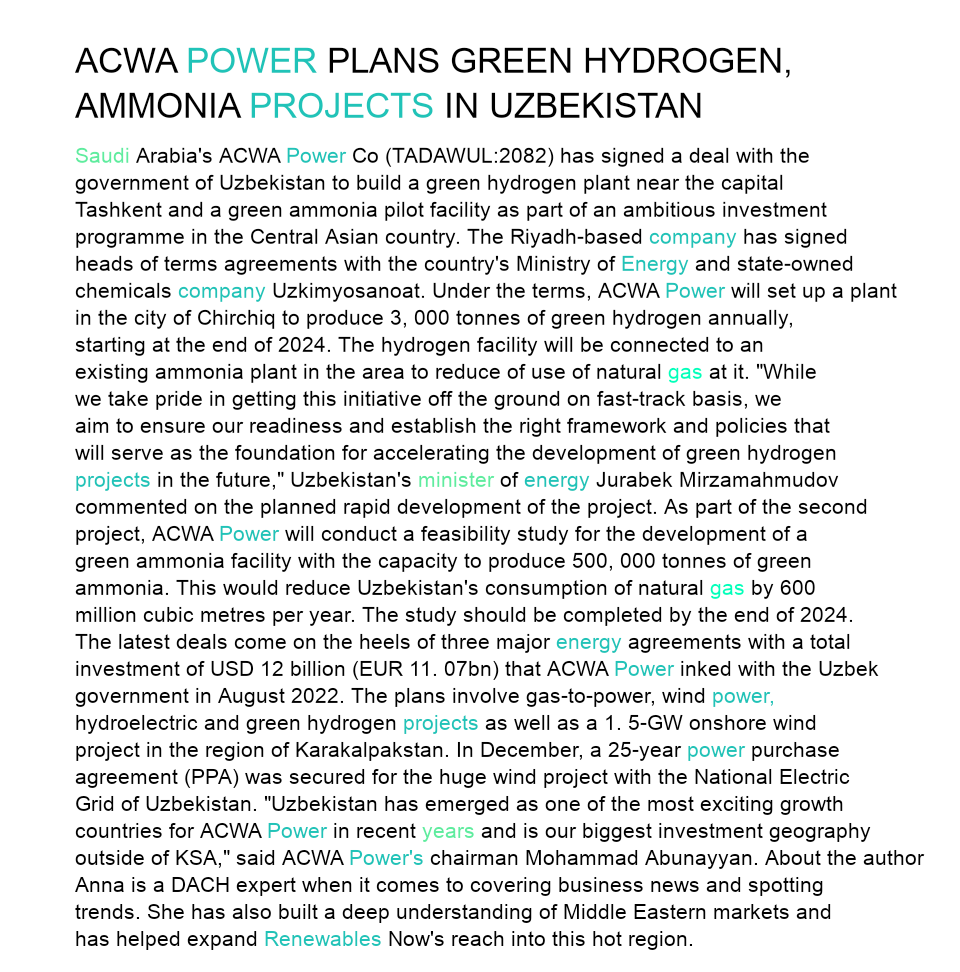 ACWA POWER PLANS GREEN HYDROGEN,
AMMONIA PROJECTS IN UZBEKISTAN
Saudi Arabia's ACWA Power Co (TADAWUL:2082) has signed a deal with the
government of Uzbekistan to build a green hydrogen plant near the capital
Tashkent and a green ammonia pilot facility as part of an ambitious investment
programme in the Central Asian country. The Riyadh-based company has signed
heads of terms agreements with the country's Ministry of Energy and state-owned
chemicals company Uzkimyosanoat. Under the terms, ACWA Power will set up a plant
in the city of Chirchiq to produce 3, 000 tonnes of green hydrogen annually,
starting at the end of 2024. The hydrogen facility will be connected to an
existing ammonia plant in the area to reduce of use of natural gas at it. "While
we take pride in getting this initiative off the ground on fast-track basis, we
aim to ensure our readiness and establish the right framework and policies that
will serve as the foundation for accelerating the development of green hydrogen
projects in the future," Uzbekistan's minister of energy Jurabek Mirzamahmudov
commented on the planned rapid development of the project. As part of the second
project, ACWA Power will conduct a feasibility study for the development of a
green ammonia facility with the capacity to produce 500, 000 tonnes of green
ammonia. This would reduce Uzbekistan's consumption of natural gas by 600
million cubic metres per year. The study should be completed by the end of 2024.
The latest deals come on the heels of three major energy agreements with a total
investment of USD 12 billion (EUR 11. 07bn) that ACWA Power inked with the Uzbek
government in August 2022. The plans involve gas-to-power, wind power,
hydroelectric and green hydrogen projects as well as a 1. 5-GW onshore wind
project in the region of Karakalpakstan. In December, a 25-year power purchase
agreement (PPA) was secured for the huge wind project with the National Electric
Grid of Uzbekistan. "Uzbekistan has emerged as one of the most exciting growth
countries for ACWA Power in recent years and is our biggest investment geography
outside of KSA," said ACWA Power's chairman Mohammad Abunayyan. About the author
Anna is a DACH expert when it comes to covering business news and spotting
trends. She has also built a deep understanding of Middle Eastern markets and
has helped expand Renewables Now's reach into this hot region.